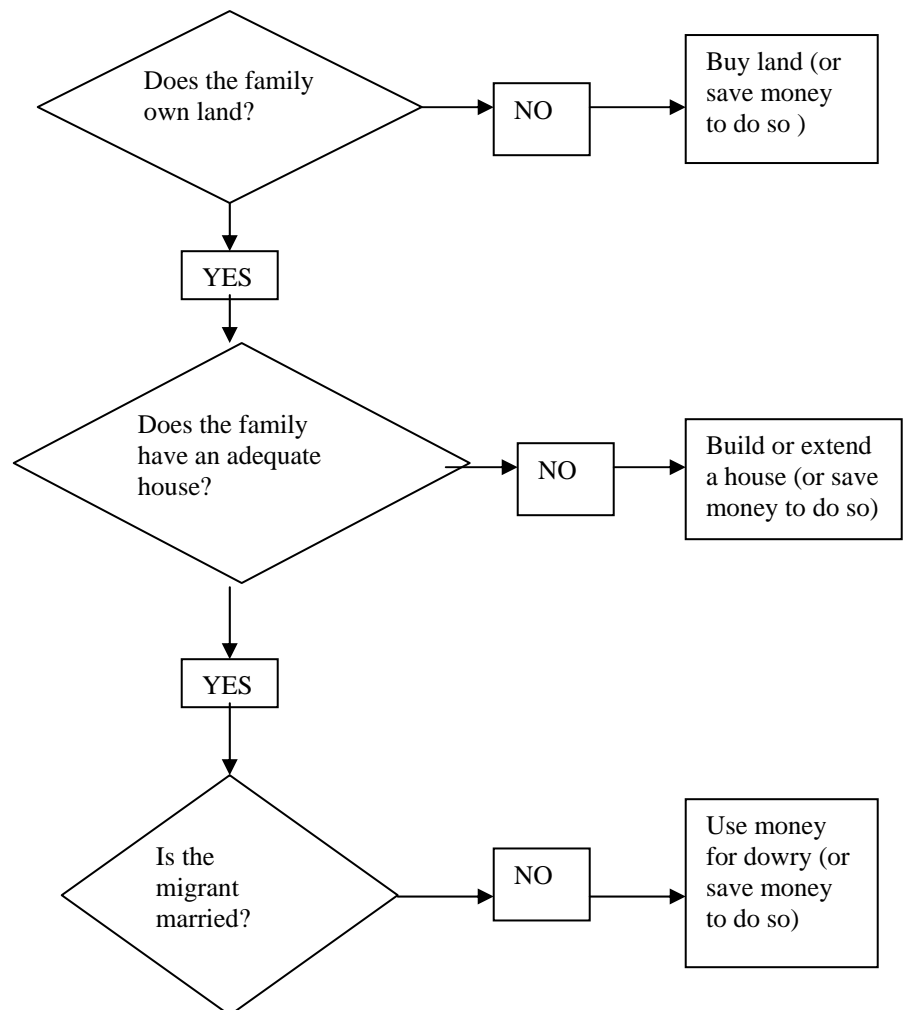 Does the family
own land?
NO
Buy land (or
save money
to do so )
YES
Does the family
have an adequate
house?
NO
Build or extend
a house (or save
money to do so)
YES
Is the
migrant
married?
NO
Use money
for dowry (or
save money
to do so)